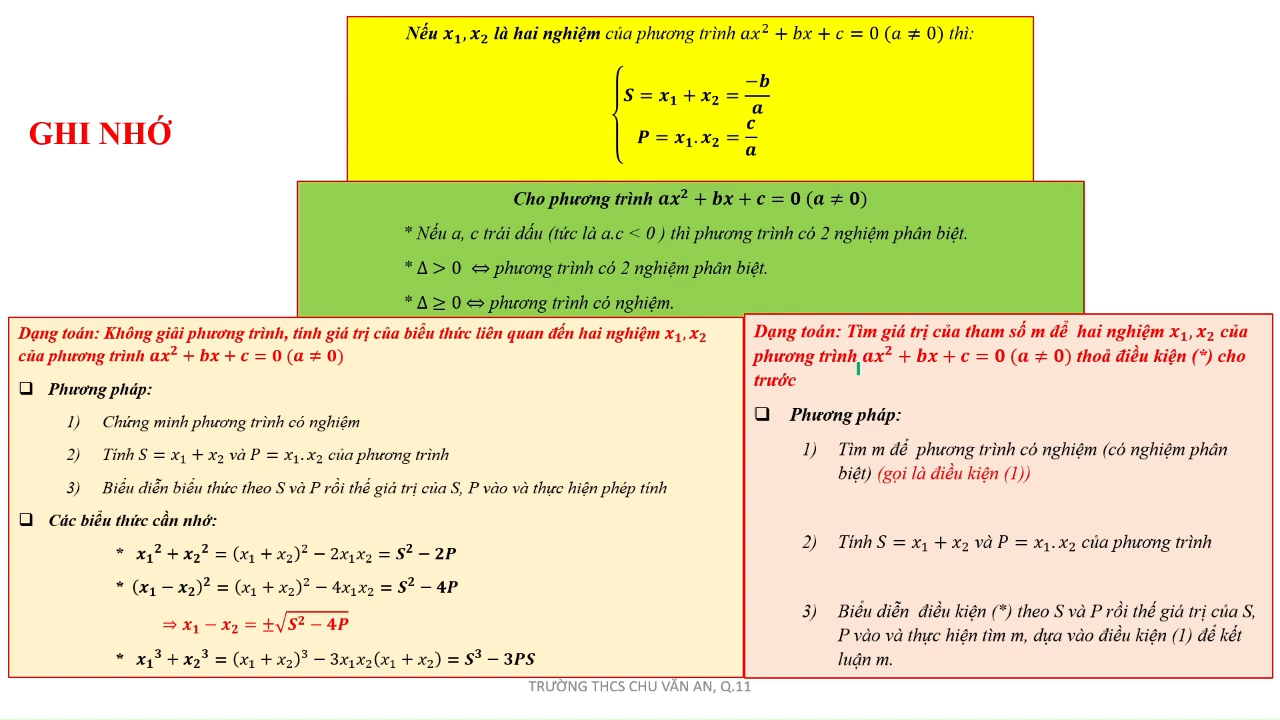 Nếu x₁, x₂ là hai nghiệm của phương trình ax² + bx + c = 0 (a ≠ 0) thì:
S = x₁ + x₂ = −b/a
P = x₁. x₂ = c/a
GHI NHỚ
Cho phương trình ax² + bx + c = 0 (a ≠ 0)
* Nếu a, c trái dấu (tức là a.c < 0 ) thì phương trình có 2 nghiệm phân biệt.
* Δ > 0 ⇔ phương trình có 2 nghiệm phân biệt.
* Δ ≥ 0 ⇔ phương trình có nghiệm.
Dạng toán: Không giải phương trình, tính giá trị của biểu thức liên quan đến hai nghiệm x₁, x₂
của phương trình ax² + bx + c = 0 (a ≠ 0)
❑ Phương pháp:
1) Chứng minh phương trình có nghiệm
2) Tính S = x₁ + x₂ và P = x₁. x₂ của phương trình
3) Biểu diễn biểu thức theo S và P rồi thế giá trị của S, P vào và thực hiện phép tính
❑ Các biểu thức cần nhớ:
* x₁² + x₂² = (x₁ + x₂)² − 2x₁x₂ = S² − 2P
* (x₁ − x₂)² = (x₁ + x₂)² − 4x₁x₂ = S² − 4P
⇒ x₁ − x₂ = ±√(S² − 4P)
* x₁³ + x₂³ = (x₁ + x₂)³ − 3x₁x₂(x₁ + x₂) = S³ − 3PS
Dạng toán: Tìm giá trị của tham số m để hai nghiệm x₁, x₂ của
phương trình ax² + bx + c = 0 (a ≠ 0) thoả điều kiện (*) cho
trước
❑ Phương pháp:
1) Tìm m để phương trình có nghiệm (có nghiệm phân
biệt) (gọi là điều kiện (1))
2) Tính S = x₁ + x₂ và P = x₁. x₂ của phương trình
3) Biểu diễn điều kiện (*) theo S và P rồi thế giá trị của S,
P vào và thực hiện tìm m, dựa vào điều kiện (1) để kết
luận m.
TRƯỜNG THCS CHU VĂN AN, Q.11